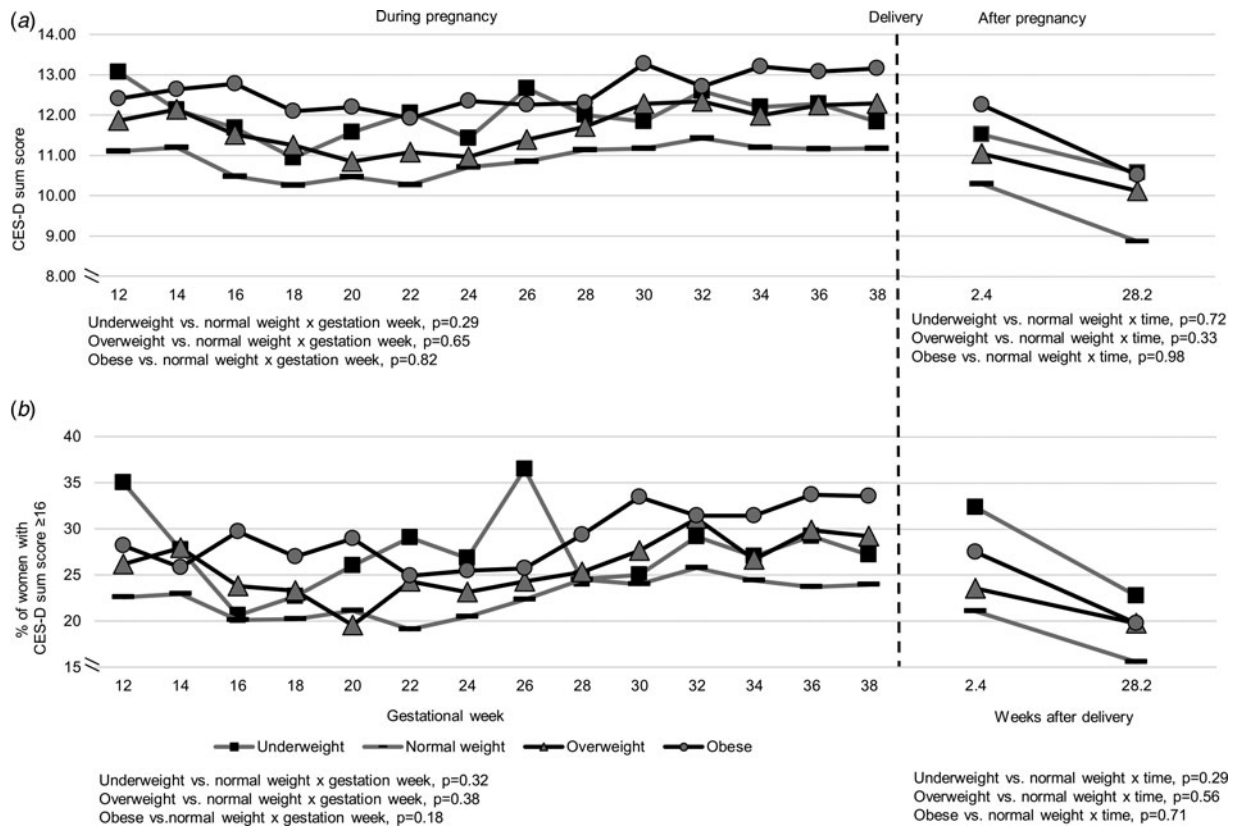 (a)
During pregnancy
Delivery
After pregnancy
14.00
13.00
12.00
11.00
10.00
9.00
8.00
CES-D sum score
12 14 16 18 20 22 24 26 28 30 32 34 36 38
2.4 28.2
Underweight vs. normal weight x gestation week, p=0.29
Overweight vs. normal weight x gestation week, p=0.65
Obese vs. normal weight x gestation week, p=0.82
Underweight vs. normal weight x time, p=0.72
Overweight vs. normal weight x time, p=0.33
Obese vs. normal weight x time, p=0.98
(b)
40
35
30
25
20
15
% of women with
CES-D sum score ≥16
12 14 16 18 20 22 24 26 28 30 32 34 36 38
2.4 28.2
Gestational week
Weeks after delivery
Underweight Normal weight Overweight Obese
Underweight vs. normal weight x gestation week, p=0.32
Overweight vs. normal weight x gestation week, p=0.38
Obese vs.normal weight x gestation week, p=0.18
Underweight vs. normal weight x time, p=0.29
Overweight vs. normal weight x time, p=0.56
Obese vs. normal weight x time, p=0.71